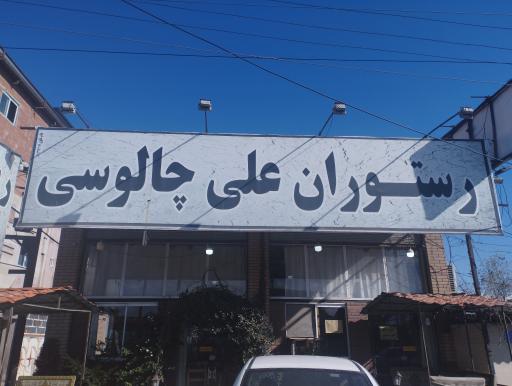 رستوران علی چالوسی